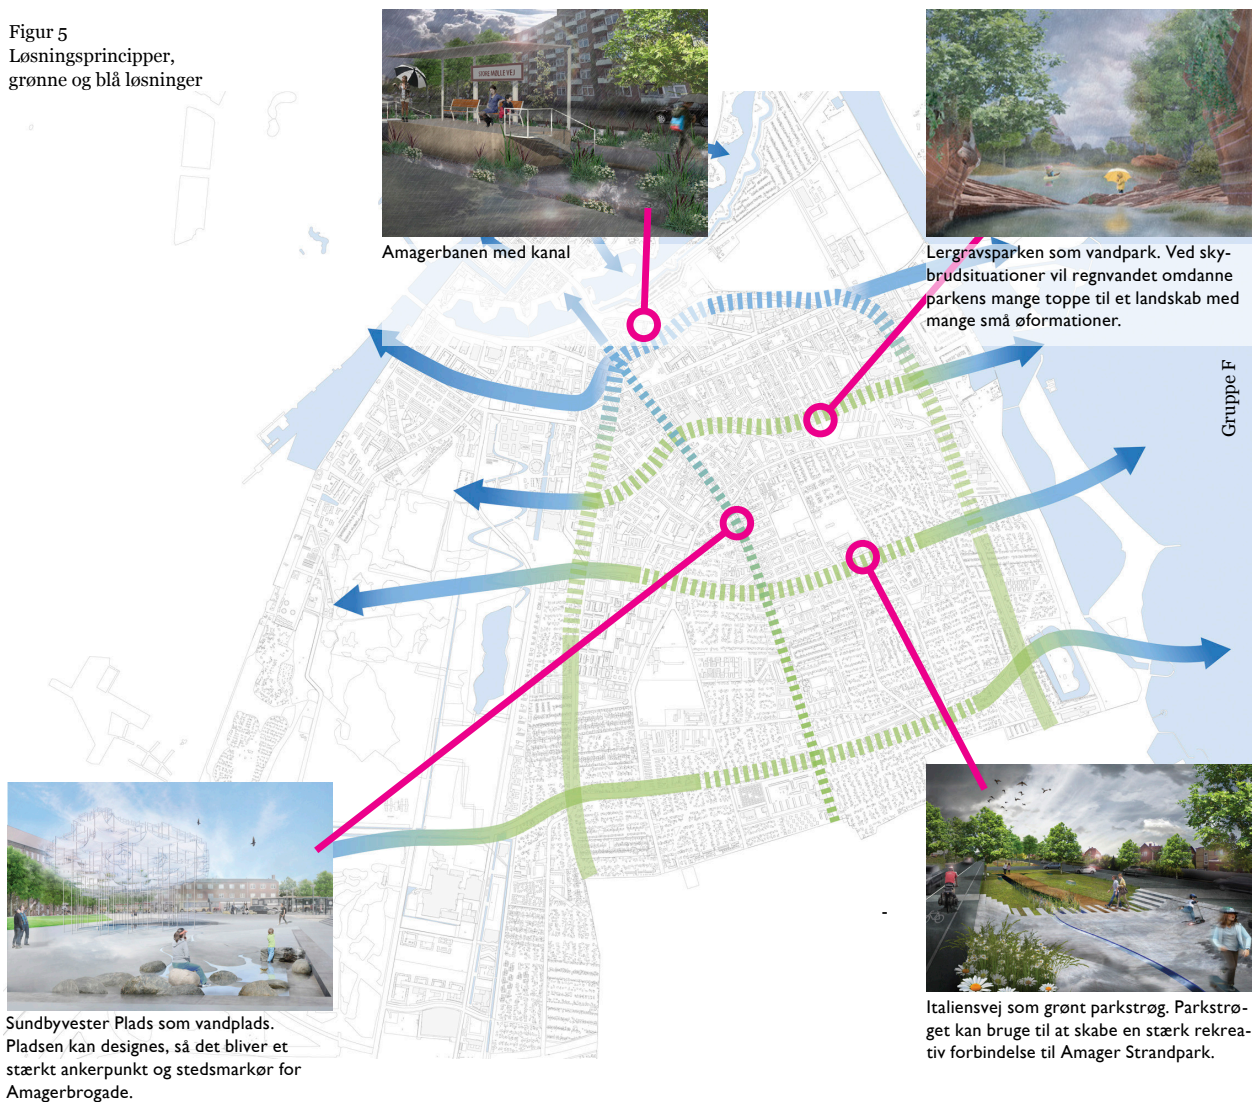 Figur 5
Løsningsprincipper,
grønne og blå løsninger
STORE MØLLE VEJ
Amagerbanen med kanal
Lergravsparken som vandpark. Ved sky-
brudsituationer vil regnvandet omdanne
parkens mange toppe til et landskab med
mange små øformationer.
Gruppe F
-
Sundbyvester Plads som vandplads.
Pladsen kan designes, så det bliver et
stærkt ankerpunkt og stedsmarkør for
Amagerbrogade.
Italiensvej som grønt parkstrøg. Parkstrø-
get kan bruge til at skabe en stærk rekrea-
tiv forbindelse til Amager Strandpark.